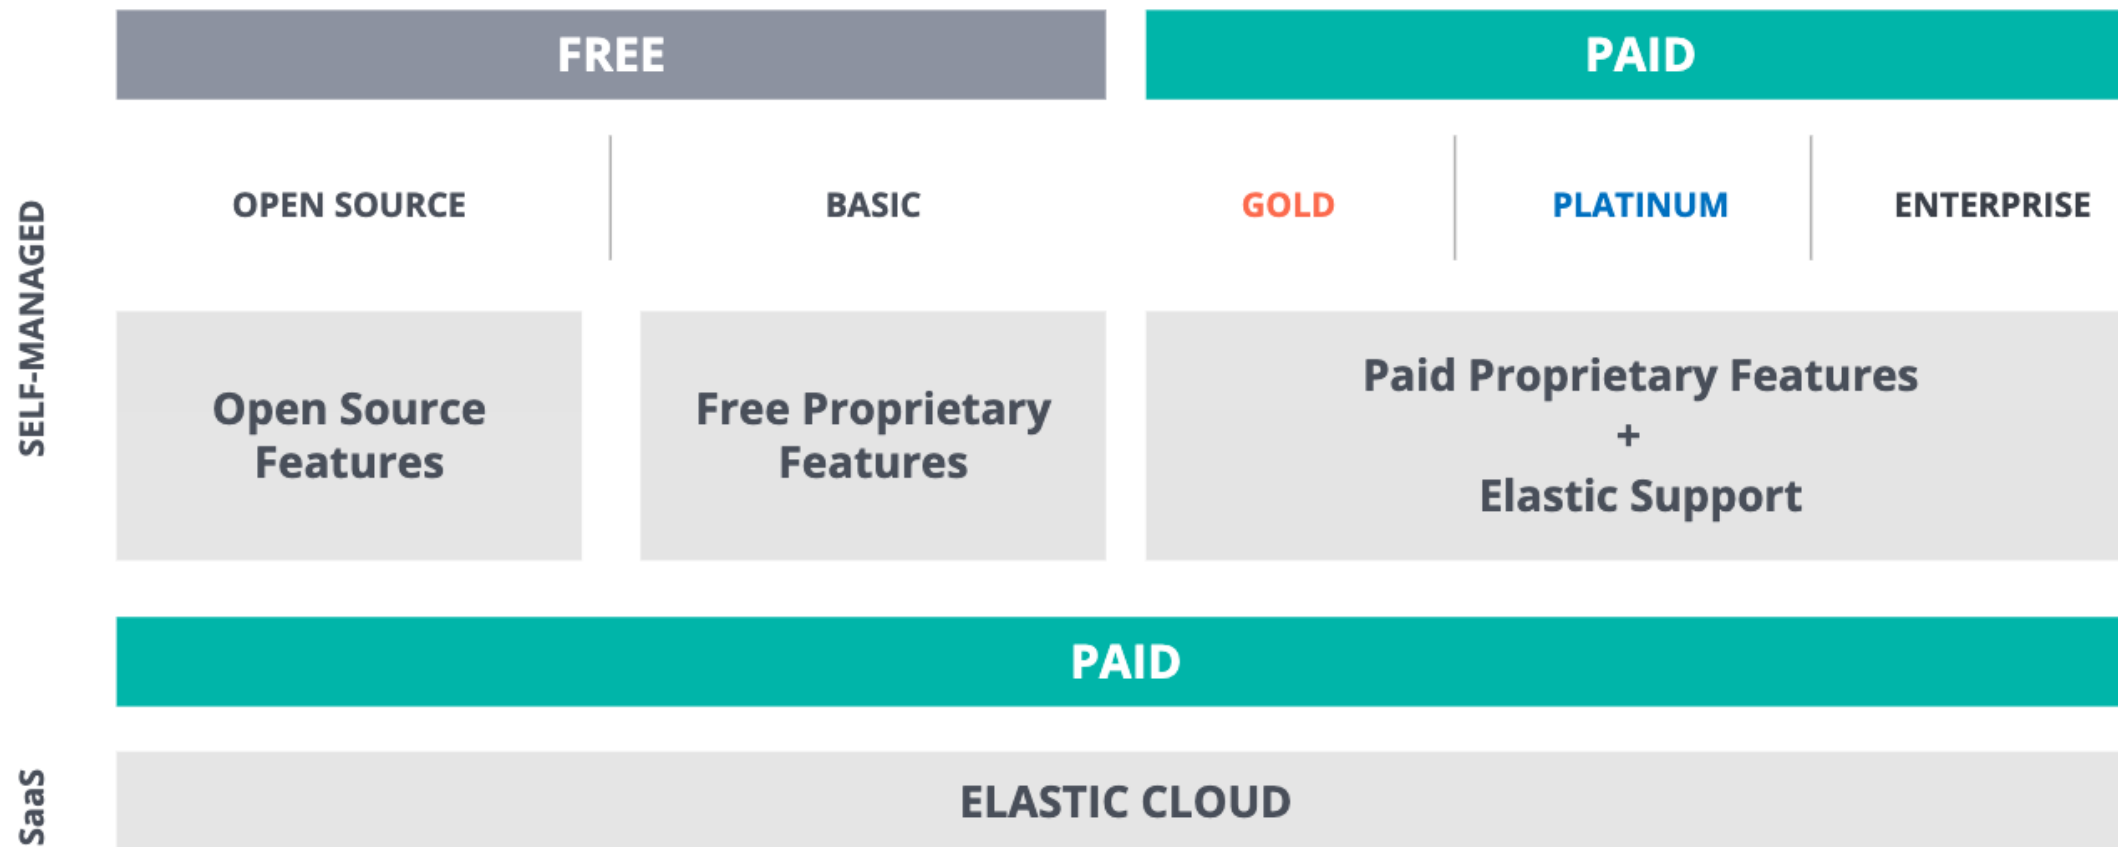 FREE
PAID
SELF-MANAGED
OPEN SOURCE
BASIC
GOLD
PLATINUM
ENTERPRISE
Open Source
Features
Free Proprietary
Features
Paid Proprietary Features
+
Elastic Support
PAID
SaaS
ELASTIC CLOUD